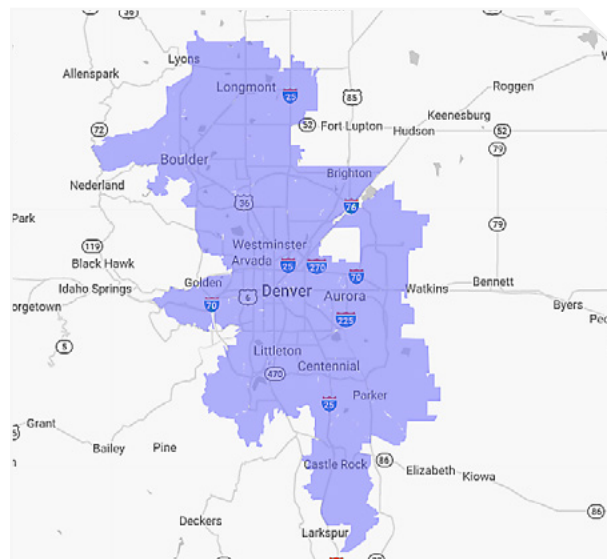 36
Lyons
Allenspark
Longmont
25
85
Roggen
Keenesburg
52
Fort Lupton
Hudson
52
72
79
Boulder
Brighton
Nederland
36
76
Park
79
119
Westminster
Black Hawk
Arvada
25
270
70
Golden
Idaho Springs
Denver
Aurora
Watkins
Bennett
6
70
Byers
orgetown
225
5
Littleton
Centennial
470
25
Parker
Grant
Bailey
Pine
Castle Rock
86
Elizabeth
Kiowa
86
Deckers
Larkspur